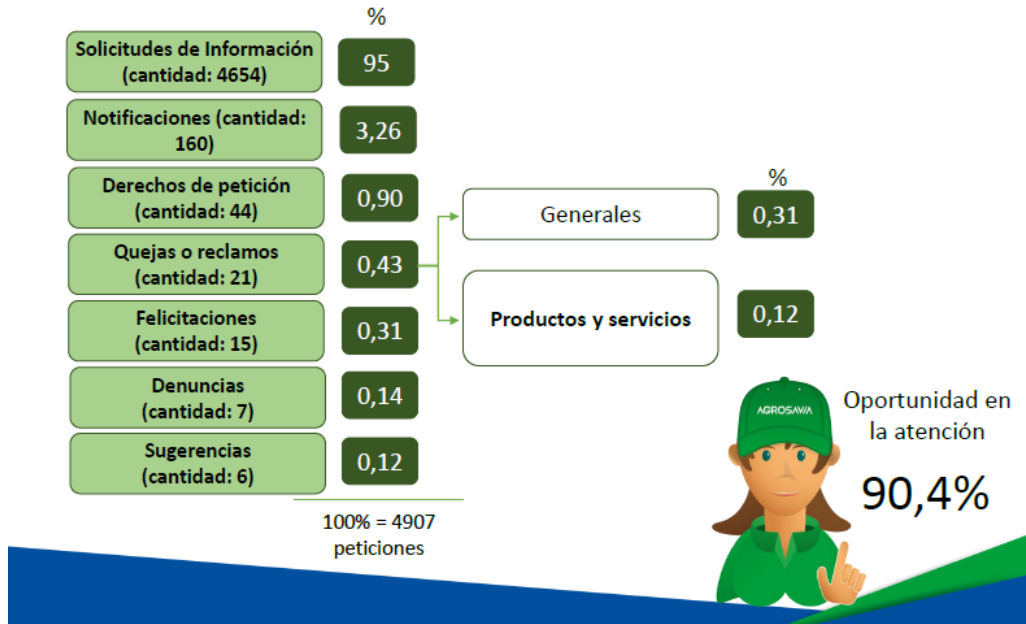 %
Solicitudes de Información
(cantidad: 4654)
95
Notificaciones (cantidad:
160)
3,26
Derechos de petición
(cantidad: 44)
0,90
Quejas o reclamos
(cantidad: 21)
0,43
Felicitaciones
(cantidad: 15)
0,31
Denuncias
(cantidad: 7)
0,14
Sugerencias
(cantidad: 6)
0,12
100% = 4907
peticiones
%
Generales
0,31
Productos y servicios
0,12
AGROSAVIA
Oportunidad en
la atención
90,4%